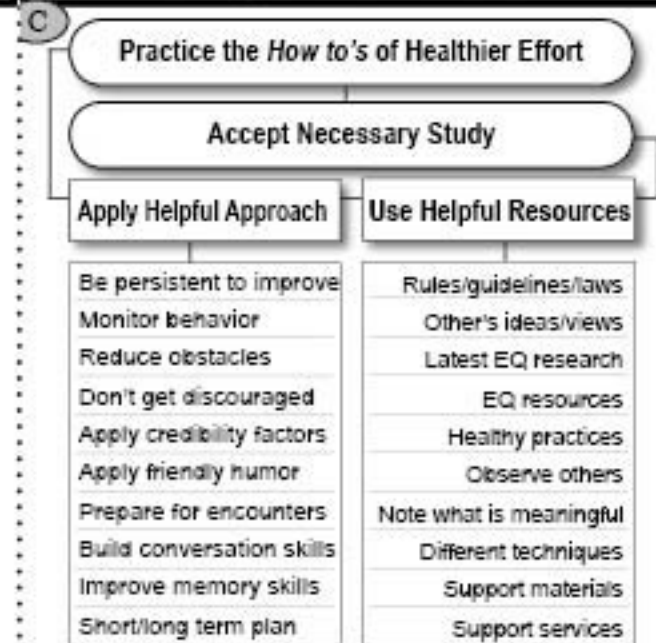 C
Practice the How to's of Healthier Effort
Accept Necessary Study
Apply Helpful Approach
Be persistent to improve
Monitor behavior
Reduce obstacles
Don't get discouraged
Apply credibility factors
Apply friendly humor
Prepare for encounters
Build conversation skills
Improve memory skills
Short/long term plan
Use Helpful Resources
Rules/guidelines/laws
Other's ideas/views
Latest EQ research
EQ resources
Healthy practices
Observe others
Note what is meaningful
Different techniques
Support materials
Support services